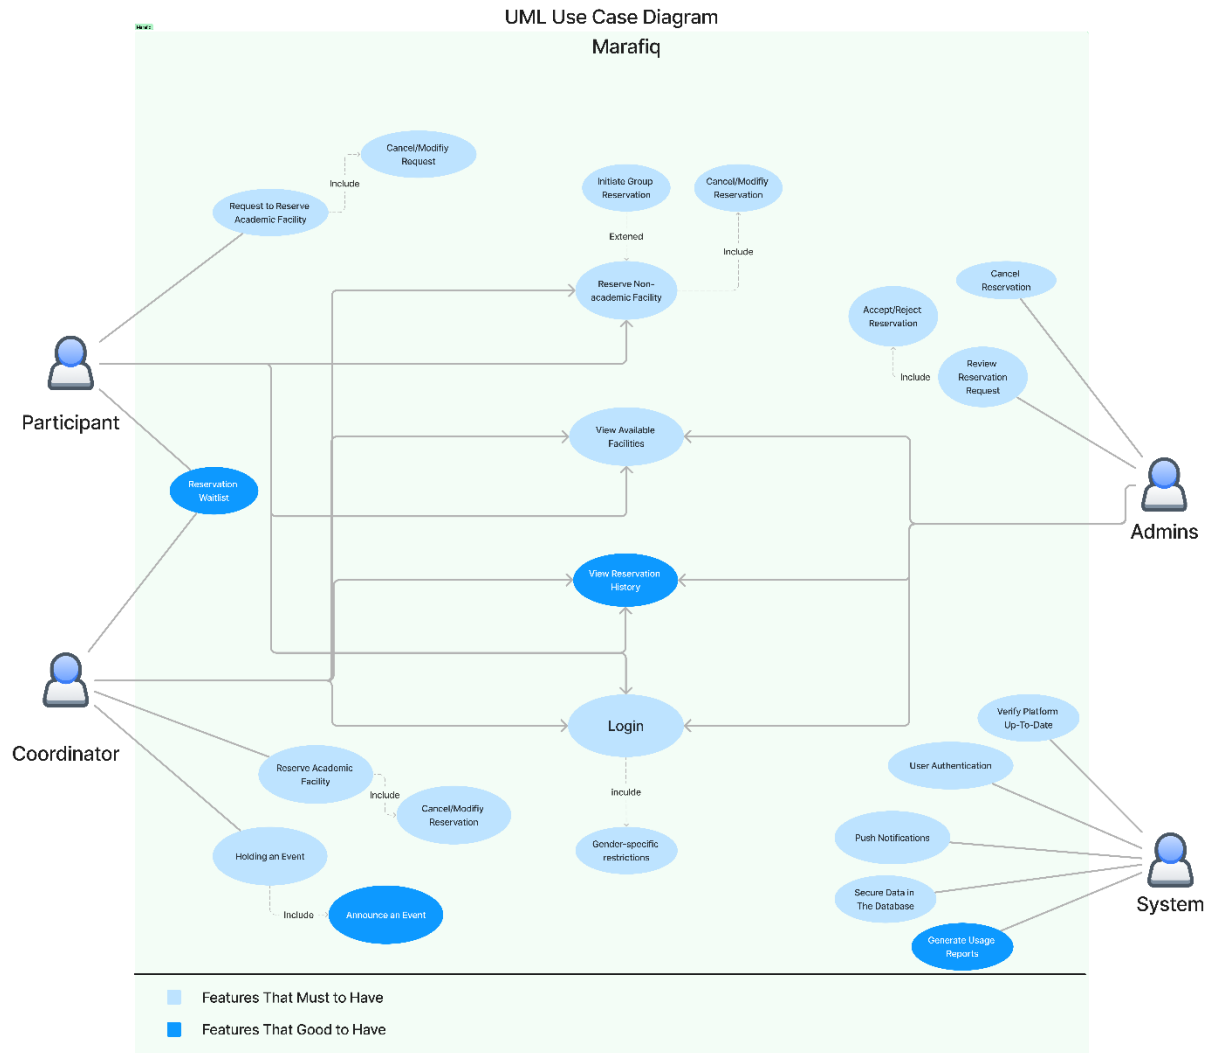 UML Use Case Diagram
Marafiq
Cancel/Modifiy
Request
Include
Request to Reserve
Academic Facility
Initiate Group
Reservation
Cancel/Modifiy
Reservation
Extened
Include
Reserve Non-
academic Facility
Cancel
Reservation
Accept/Reject
Reservation
Include
Review
Reservation
Request
Participant
View Available
Facilities
Reservation
Waitlist
Admins
View Reservation
History
Login
Coordinator
Verify Platform
Up-To-Date
User Authentication
Reserve Academic
Facility
Include
Cancel/Modifiy
Reservation
inculde
Gender-specific
restrictions
Push Notifications
Holding an Event
Include
Announce an Event
Secure Data in
The Database
System
Generate Usage
Reports
Features That Must to Have
Features That Good to Have